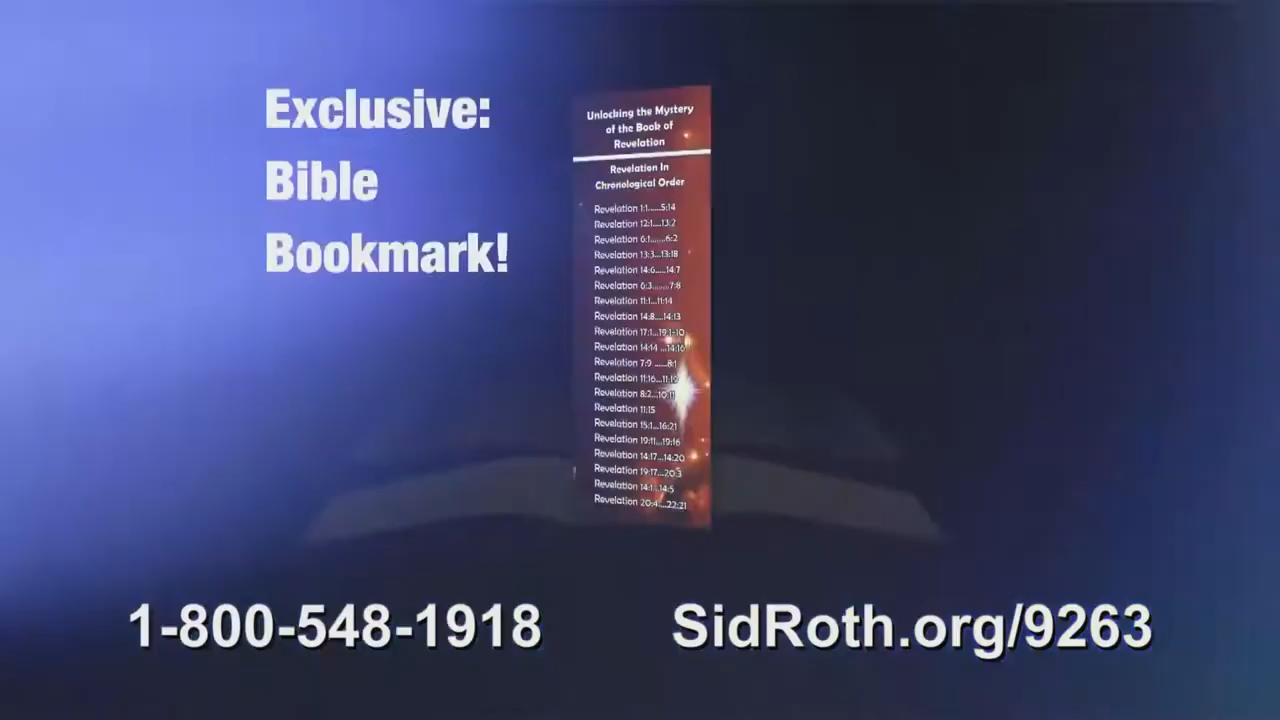 Exclusive:
Bible
Bookmark!
Unlocking the Mystery
of the Book of
Revelation
Revelation In
Chronological Order
Revelation 1:1......5:14
Revelation 12:1....13:2
Revelation 6:1.......6:2
Revelation 13:3...13:18
Revelation 14:6.....14:7
Revelation 6:3........7:8
Revelation 11:1...11:14
Revelation 14:8....14:13
Revelation 17:1...19:1-10
Revelation 14:14 ...14:16
Revelation 7:9 ......8:1
Revelation 11:16...11:19
Revelation 8:2...10:11
Revelation 11:15
Revelation 15:1...16:21
Revelation 19:11...19:16
Revelation 14:17...14:20
Revelation 19:17...20:3
Revelation 14:1...14:5
Revelation 20:4....22:21
1-800-548-1918
SidRoth.org/9263